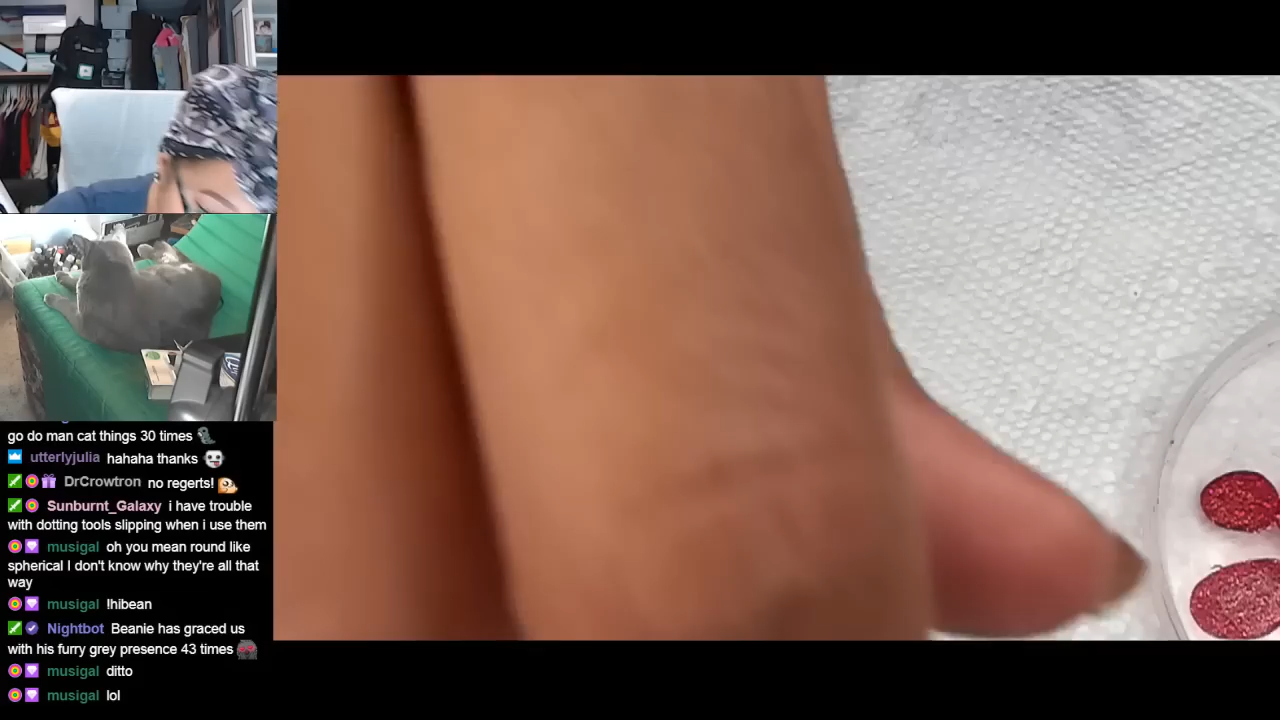 go do man cat things 30 times
utterlyjulia hahaha thanks
DrCrowtron no regerts!
Sunburnt_Galaxy i have trouble
with dotting tools slipping when i use them
musigal oh you mean round like
spherical I don't know why they're all that
way
musigal !hibean
Nightbot Beanie has graced us
with his furry grey presence 43 times
musigal ditto
musigal lol